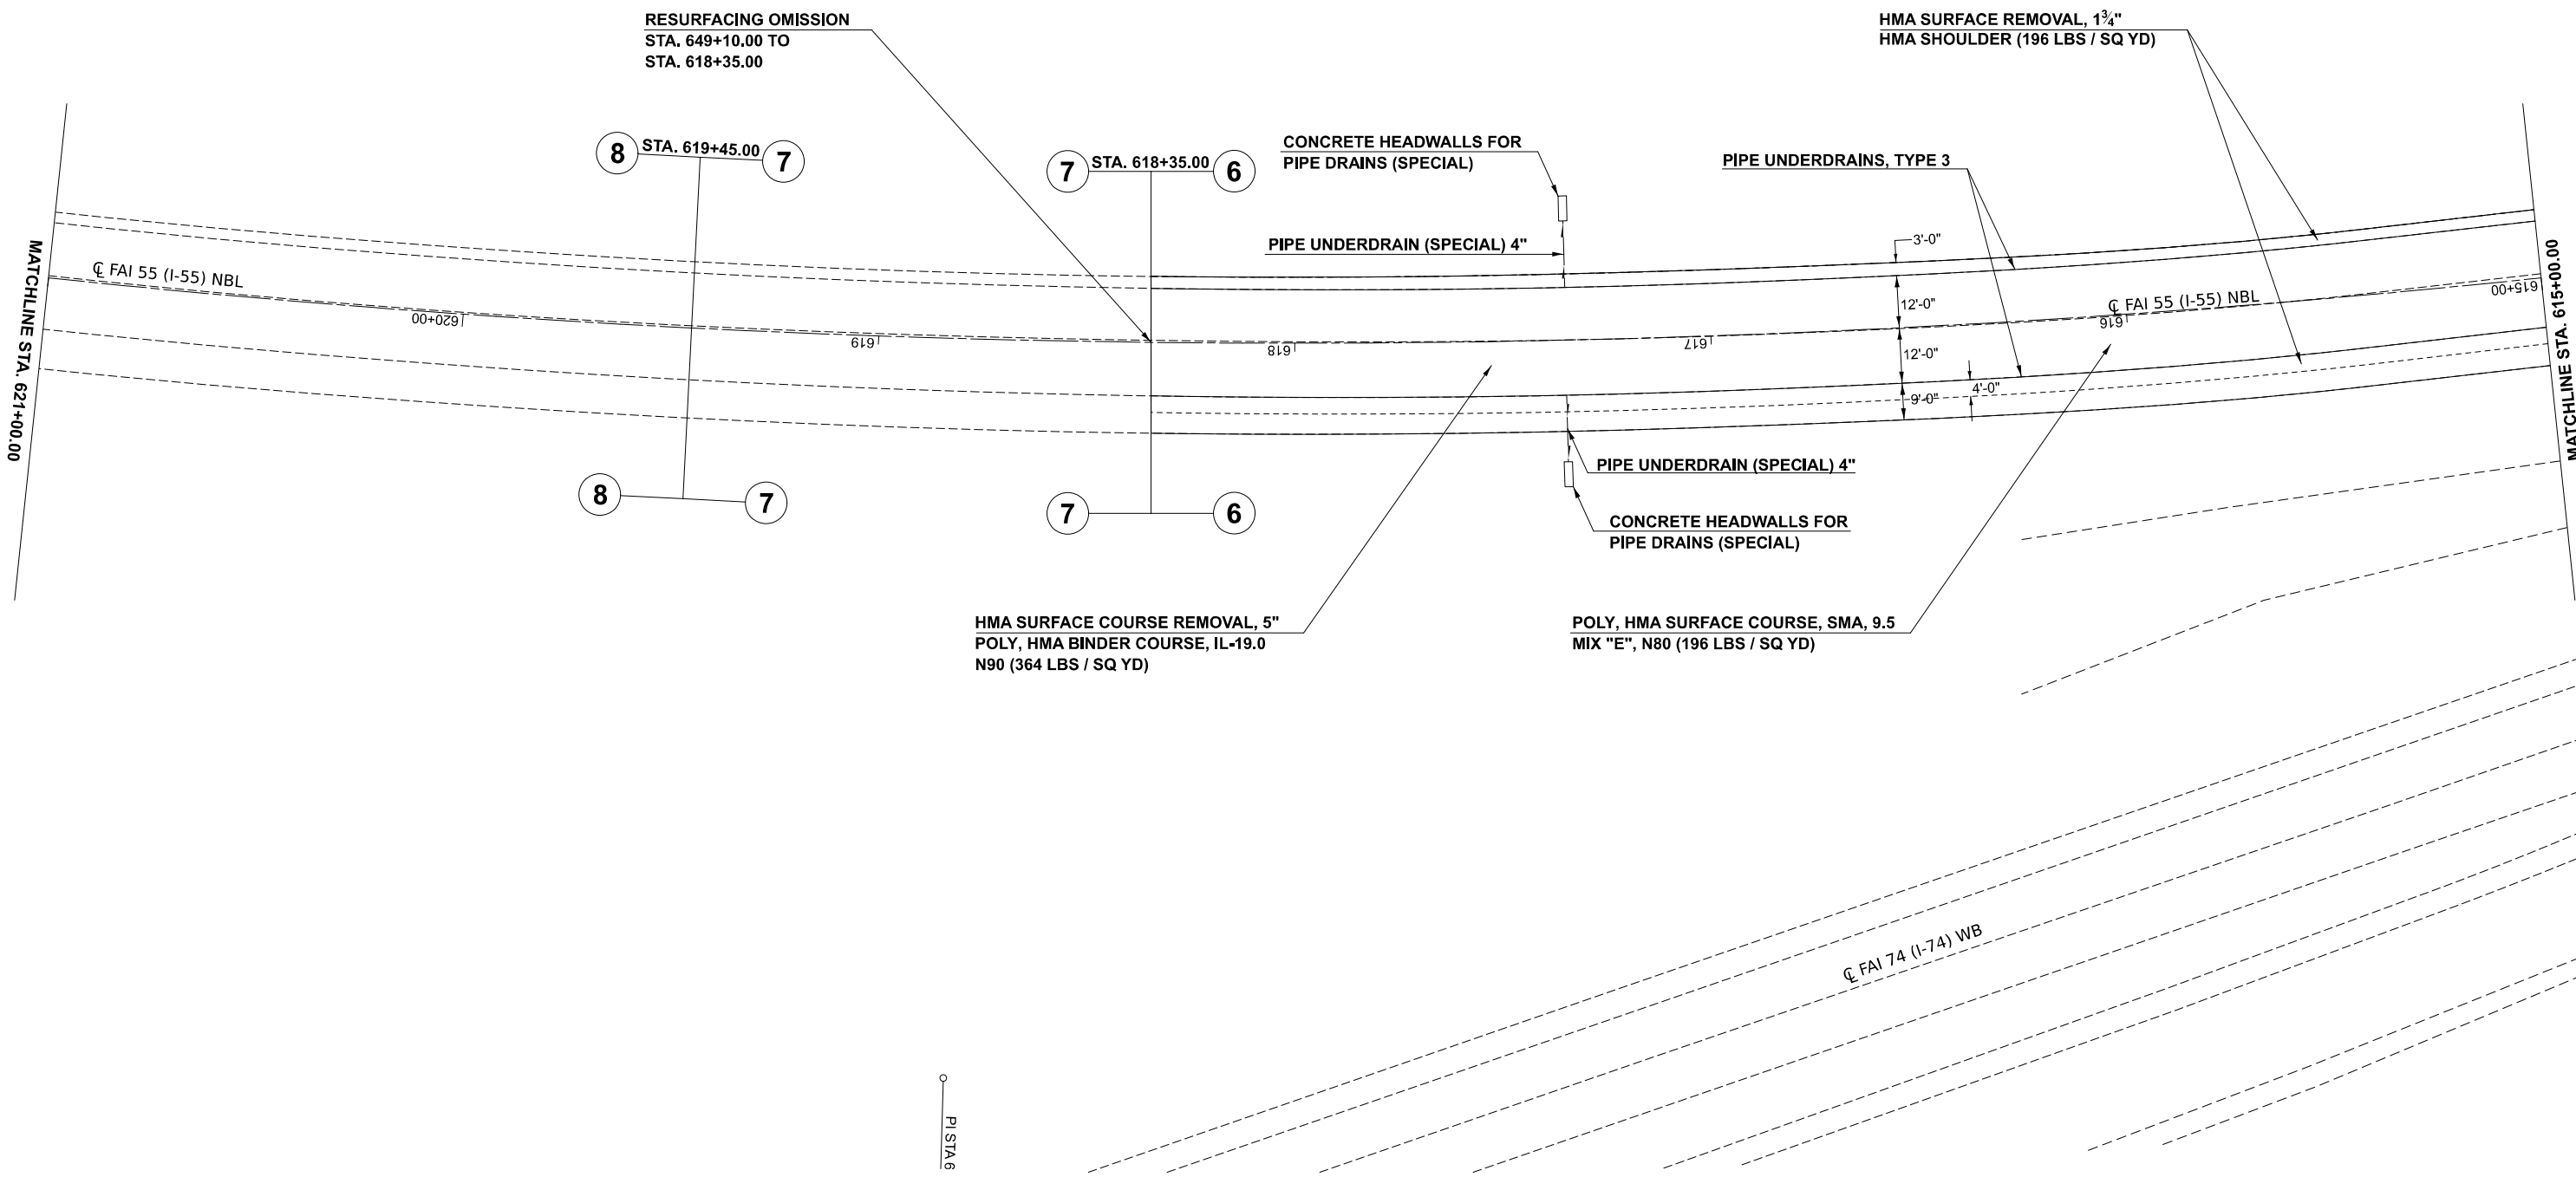 RESURFACING OMISSION
STA. 649+10.00 TO
STA. 618+35.00
HMA SURFACE REMOVAL, 1¾"
HMA SHOULDER (196 LBS / SQ YD)
8 STA. 619+45.00 7
7 STA. 618+35.00 6
CONCRETE HEADWALLS FOR
PIPE DRAINS (SPECIAL)
PIPE UNDERDRAINS, TYPE 3
PIPE UNDERDRAIN (SPECIAL) 4"
3'-0"
MATCHLINE STA. 621+00.00
℄ FAI 55 (I-55) NBL
620+00
619
618
617
12'-0"
12'-0"
4'-0"
9'-0"
℄ FAI 55 (I-55) NBL
616
615+00
MATCHLINE STA. 615+00.00
8 7
7 6
PIPE UNDERDRAIN (SPECIAL) 4"
CONCRETE HEADWALLS FOR
PIPE DRAINS (SPECIAL)
HMA SURFACE COURSE REMOVAL, 5"
POLY, HMA BINDER COURSE, IL-19.0
N90 (364 LBS / SQ YD)
POLY, HMA SURFACE COURSE, SMA, 9.5
MIX "E", N80 (196 LBS / SQ YD)
℄ FAI 74 (I-74) WB
PI STA 6